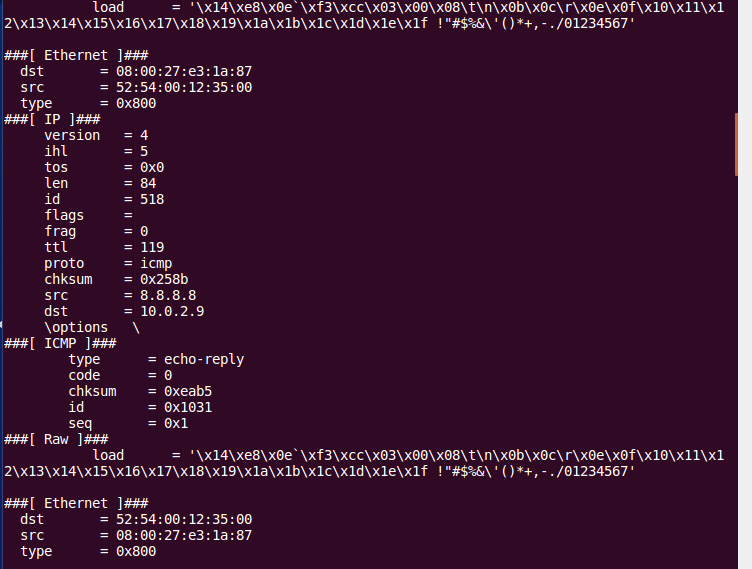 load      = '\x14\xe8\x0e`\xf3\xcc\x03\x00\x08\t\n\x0b\x0c\r\x0e\x0f\x10\x11\x1
2\x13\x14\x15\x16\x17\x18\x19\x1a\x1b\x1c\x1d\x1e\x1f !"#$%&\'()*+,-./01234567'
###[ Ethernet ]###
  dst       = 08:00:27:e3:1a:87
  src       = 52:54:00:12:35:00
  type      = 0x800
###[ IP ]###
     version   = 4
     ihl       = 5
     tos       = 0x0
     len       = 84
     id        = 518
     flags     =
     frag      = 0
     ttl       = 119
     proto     = icmp
     chksum    = 0x258b
     src       = 8.8.8.8
     dst       = 10.0.2.9
     \options   \
###[ ICMP ]###
        type      = echo-reply
        code      = 0
        chksum    = 0xeab5
        id        = 0x1031
        seq       = 0x1
###[ Raw ]###
           load      = '\x14\xe8\x0e`\xf3\xcc\x03\x00\x08\t\n\x0b\x0c\r\x0e\x0f\x10\x11\x1
2\x13\x14\x15\x16\x17\x18\x19\x1a\x1b\x1c\x1d\x1e\x1f !"#$%&\'()*+,-./01234567'
###[ Ethernet ]###
  dst       = 52:54:00:12:35:00
  src       = 08:00:27:e3:1a:87
  type      = 0x800